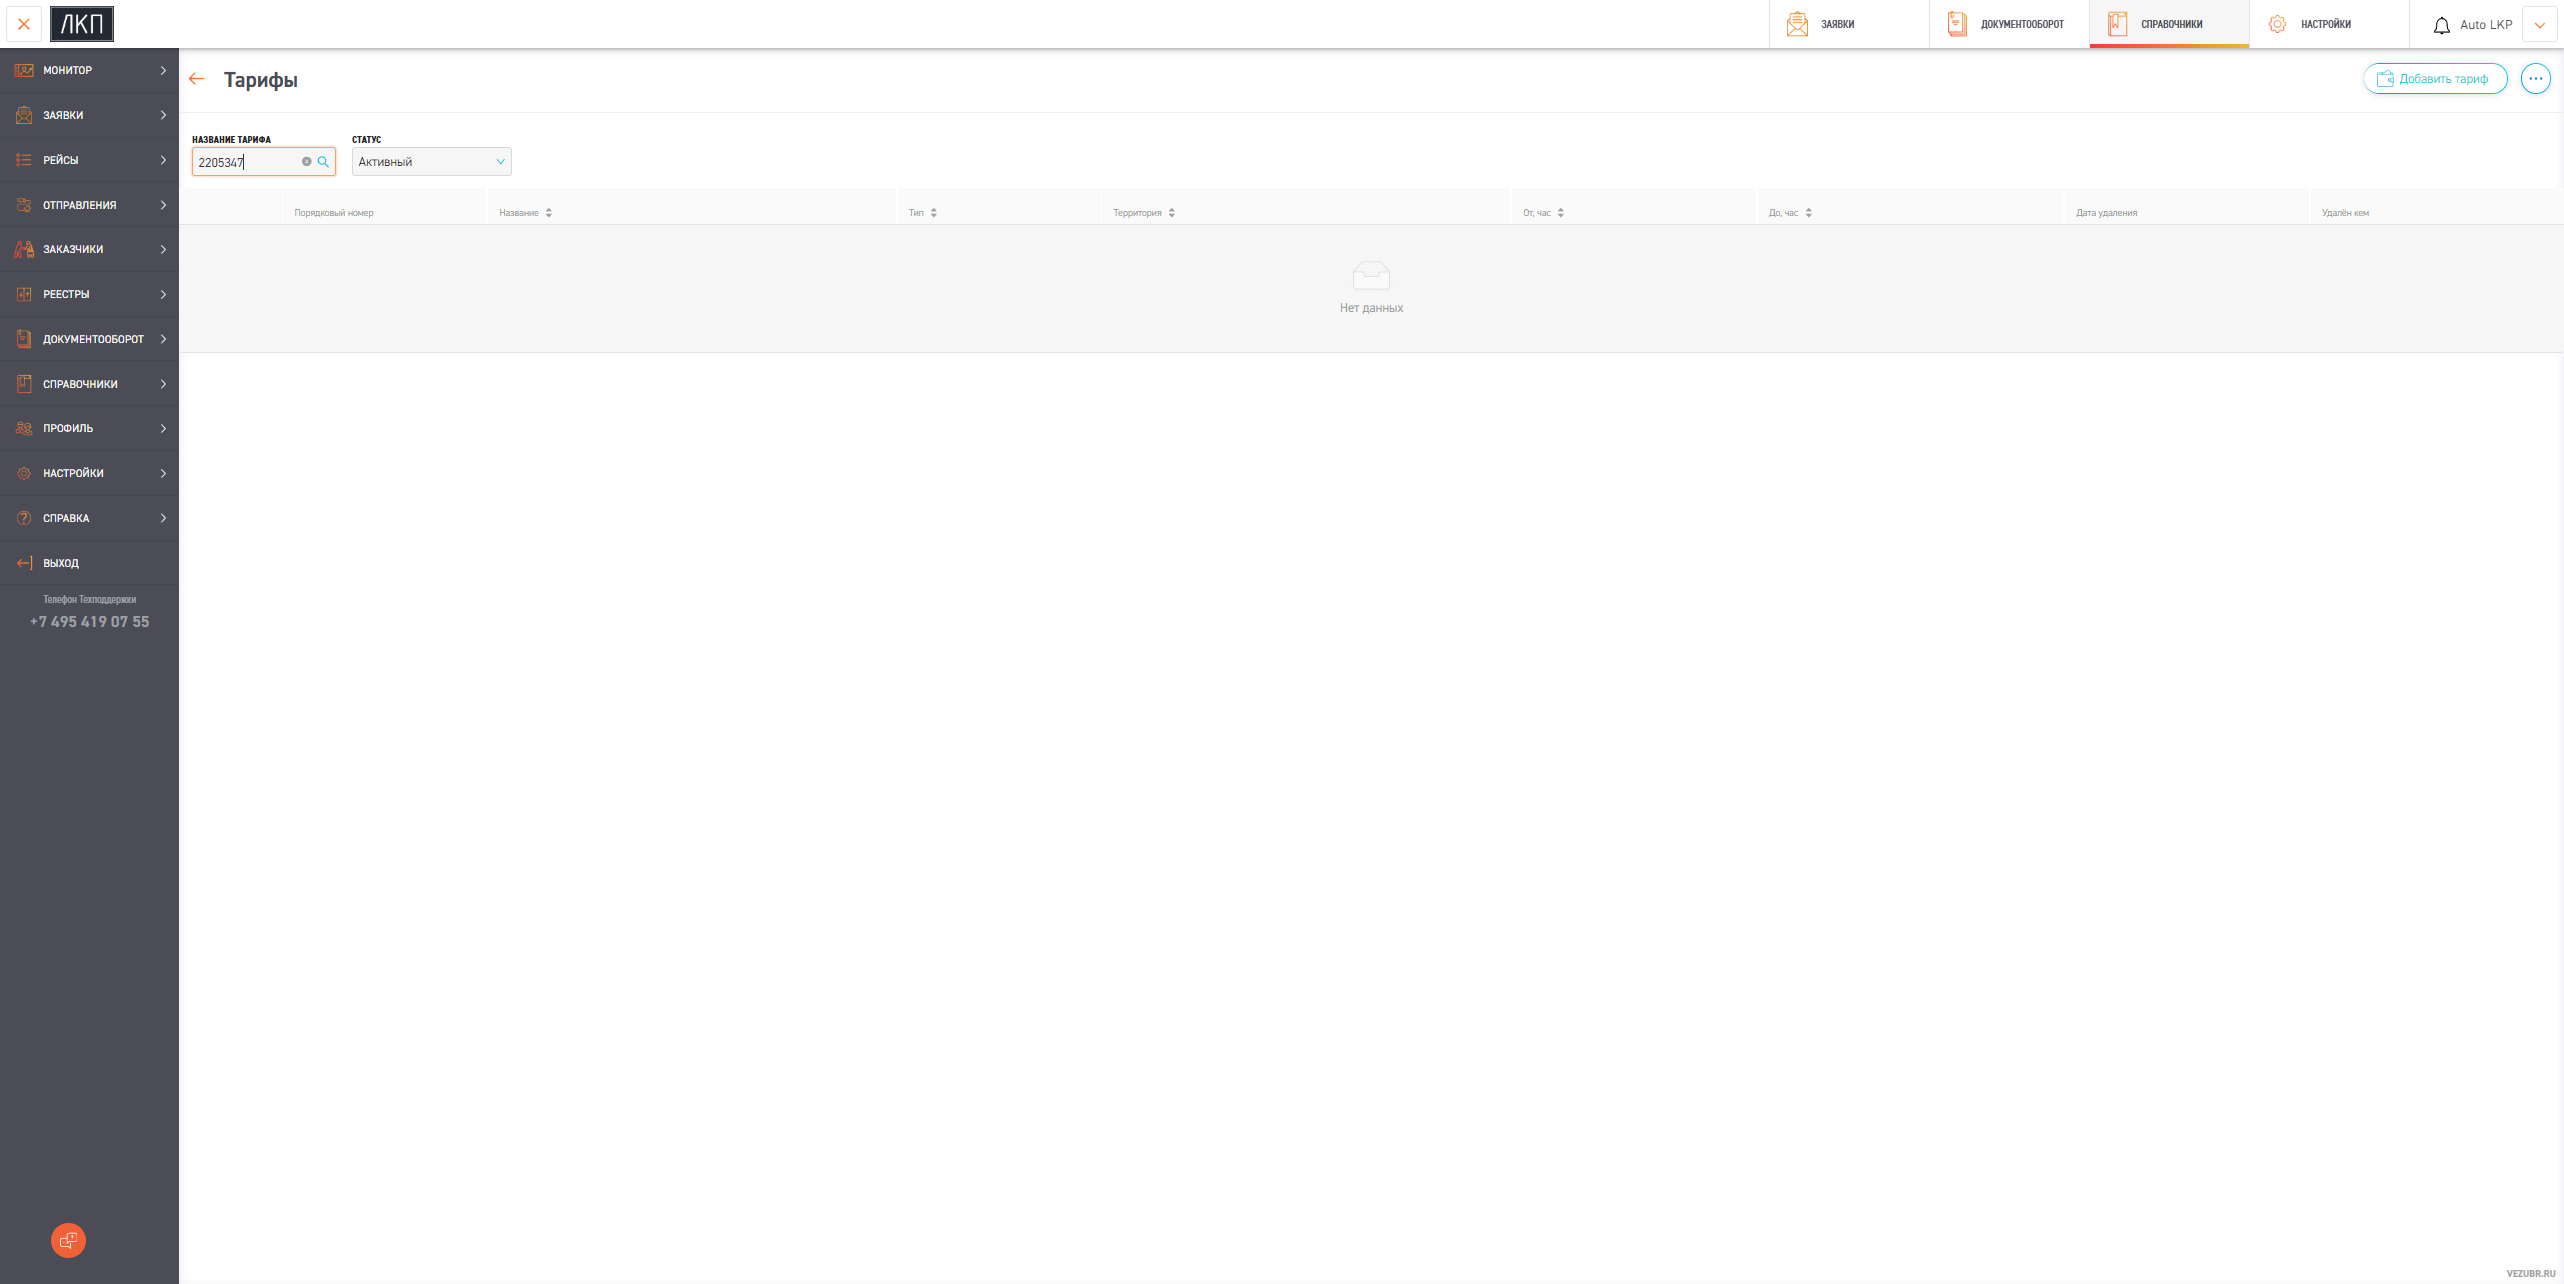 ЛКП
ЗАЯВКИ
ДОКУМЕНТООБОРОТ
СПРАВОЧНИКИ
НАСТРОЙКИ
Auto LKP
МОНИТОР
ЗАЯВКИ
РЕЙСЫ
ОТПРАВЛЕНИЯ
ЗАКАЗЧИКИ
РЕЕСТРЫ
ДОКУМЕНТООБОРОТ
СПРАВОЧНИКИ
ПРОФИЛЬ
НАСТРОЙКИ
СПРАВКА
ВЫХОД
Телефон Техподдержки
+7 495 419 07 55
Тарифы
Добавить тариф
НАЗВАНИЕ ТАРИФА
СТАТУС
2205347
Активный
Порядковый номер
Название
Тип
Территория
От, час
До, час
Дата удаления
Удалён кем
Нет данных
VEZUBR.RU